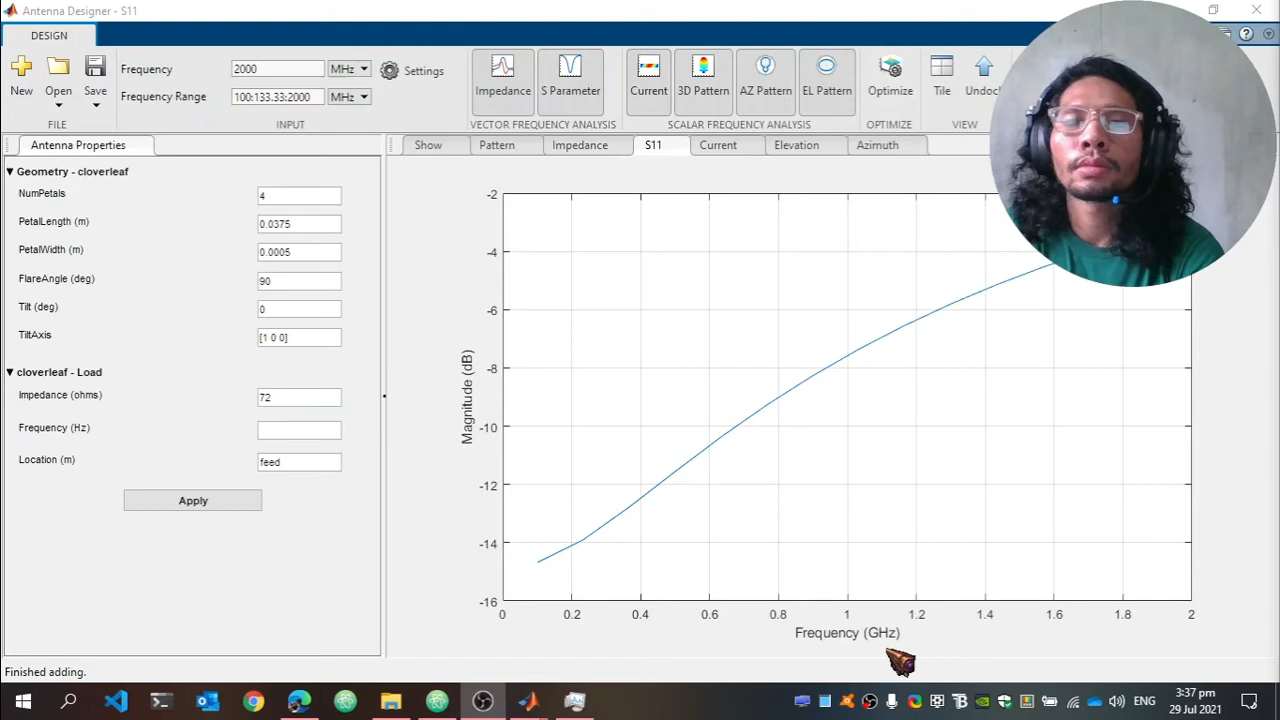 Antenna Designer - S11
DESIGN
New
Open
Save
FILE
Frequency
2000
MHz
Frequency Range
100:133.33:2000
MHz
Settings
INPUT
Impedance
S Parameter
VECTOR FREQUENCY ANALYSIS
Current
3D Pattern
AZ Pattern
EL Pattern
SCALAR FREQUENCY ANALYSIS
Optimize
OPTIMIZE
Tile
VIEW
Antenna Properties
Show
Pattern
Impedance
S11
Current
Elevation
Azimuth
Geometry - cloverleaf
NumPetals
4
PetalLength (m)
0.0375
PetalWidth (m)
0.0005
FlareAngle (deg)
90
Tilt (deg)
0
TiltAxis
[1 0 0]
cloverleaf - Load
Impedance (ohms)
72
Frequency (Hz)
Location (m)
feed
Apply
-2
-4
-6
-8
-10
-12
-14
-16
Magnitude (dB)
0 0.2 0.4 0.6 0.8 1 1.2 1.4 1.6 1.8 2
Frequency (GHz)
Finished adding.
ENG
3:37 pm
29 Jul 2021